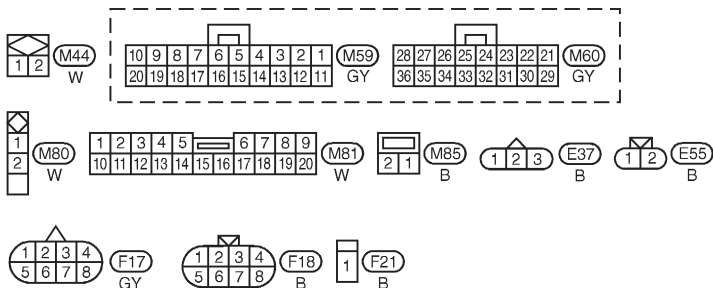 1 2 M44 W
10 9 8 7 6 5 4 3 2 1 M59
20 19 18 17 16 15 14 13 12 11 GY
28 27 26 25 24 23 22 21 M60
36 35 34 33 32 31 30 29 GY
1 2 M80 W
1 2 3 4 5 6 7 8 9 M81
10 11 12 13 14 15 16 17 18 19 20 W
2 1 M85 B
1 2 3 E37 B
1 2 E55 B
1 2 3 4 F17
5 6 7 8 GY
1 2 3 4 F18
5 6 7 8 B
1 F21 B